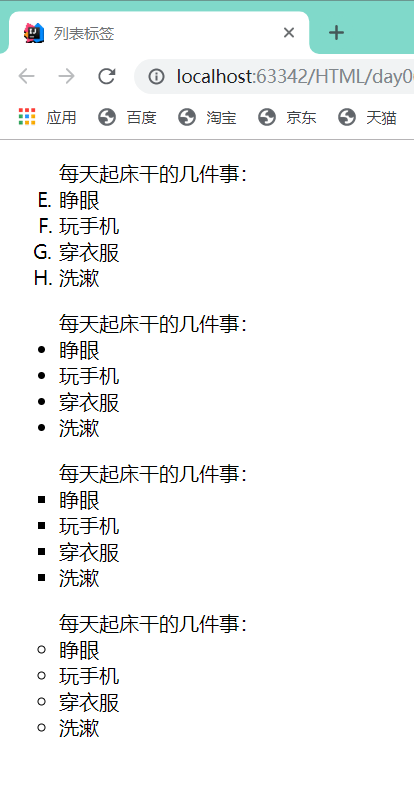 列表标签
localhost:63342/HTML/day0
应用 百度 淘宝 京东 天猫
每天起床干的几件事：
E. 睁眼
F. 玩手机
G. 穿衣服
H. 洗漱
每天起床干的几件事：
• 睁眼
• 玩手机
• 穿衣服
• 洗漱
每天起床干的几件事：
▪ 睁眼
▪ 玩手机
▪ 穿衣服
▪ 洗漱
每天起床干的几件事：
◦ 睁眼
◦ 玩手机
◦ 穿衣服
◦ 洗漱